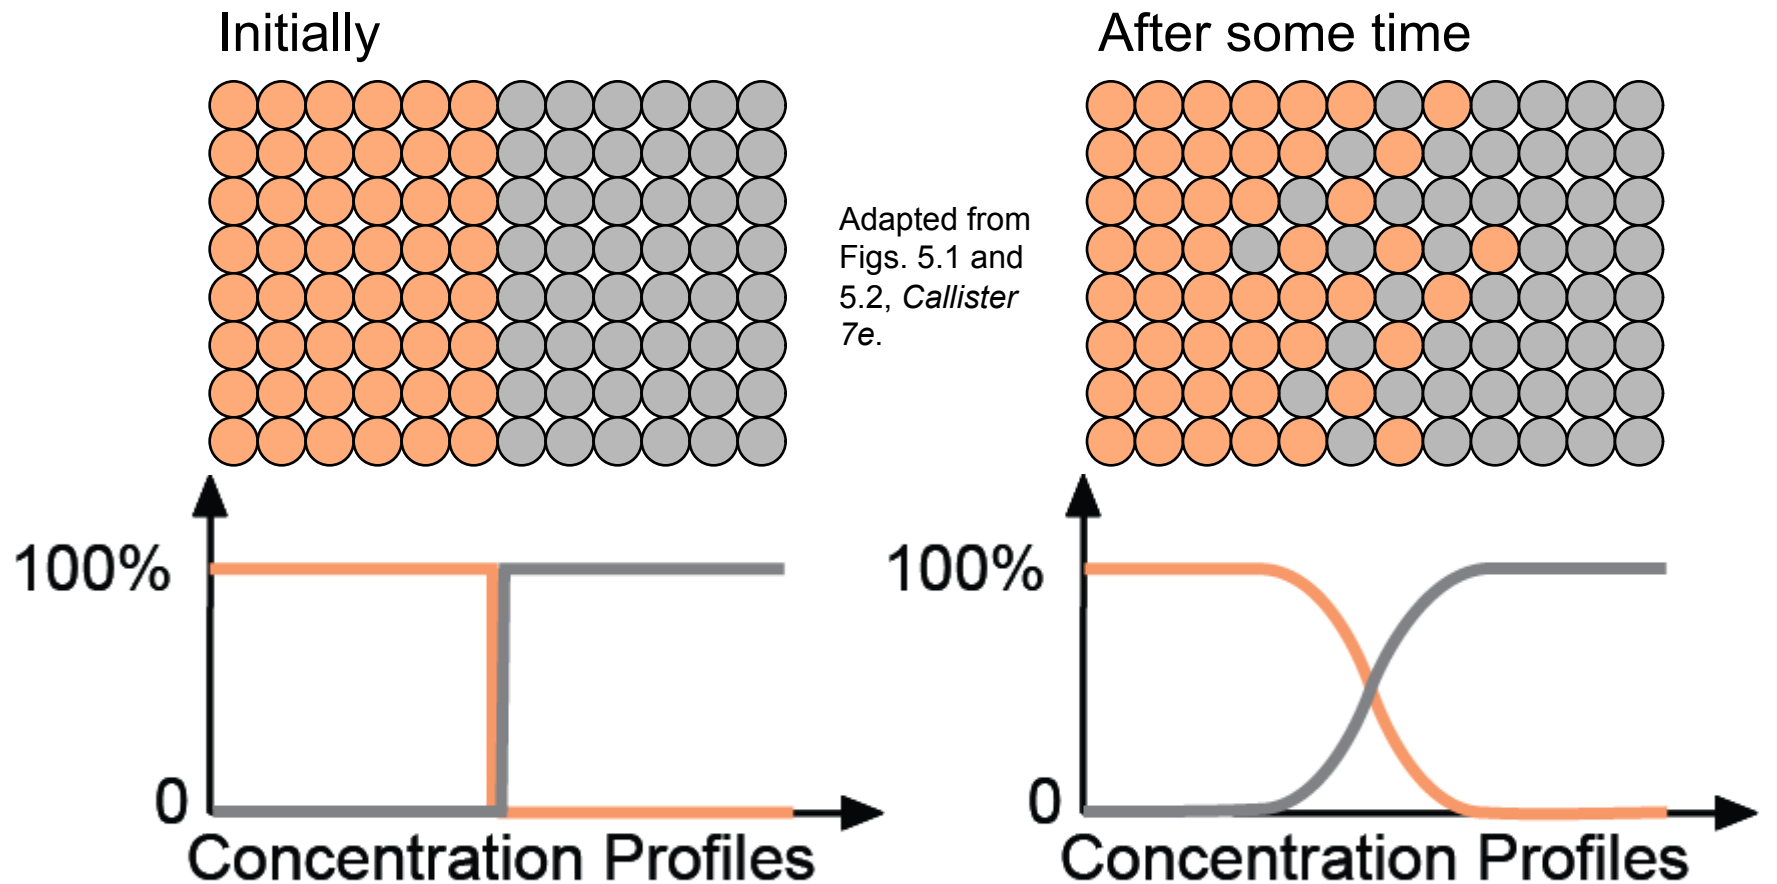 Initially
After some time
Adapted from
Figs. 5.1 and
5.2, Callister
7e.
100%
0
Concentration Profiles
100%
0
Concentration Profiles